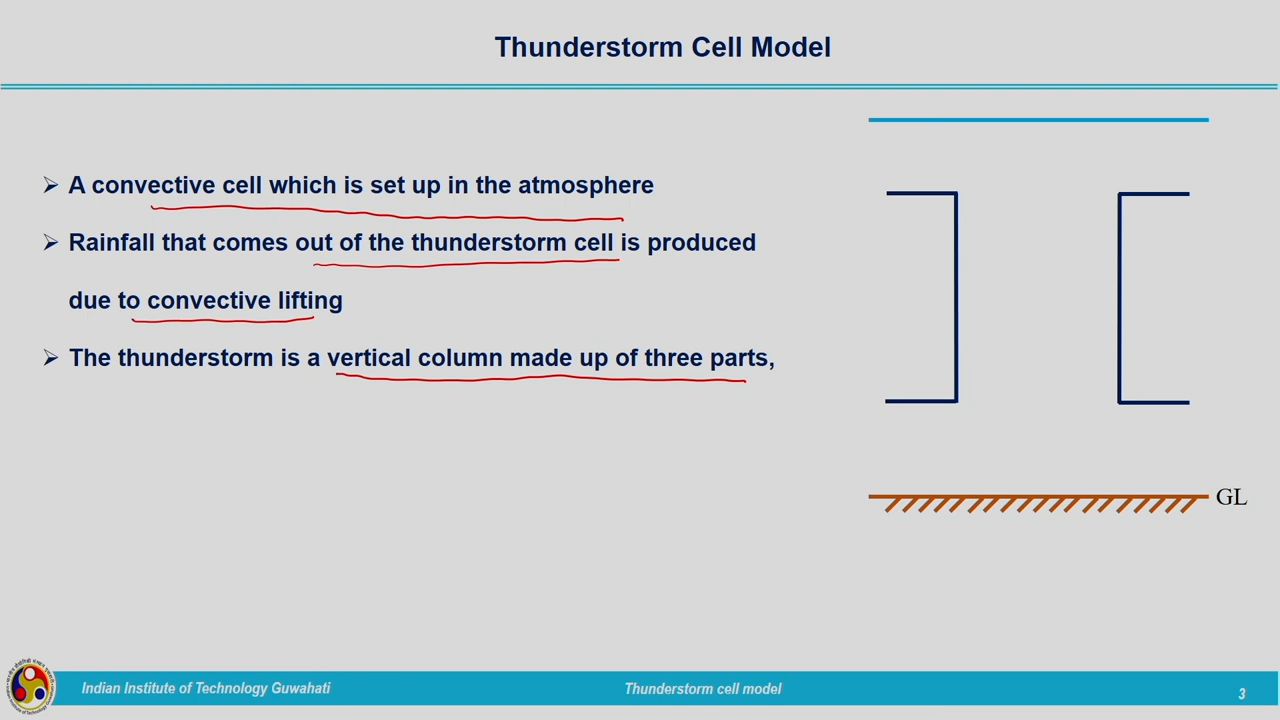 Thunderstorm Cell Model
A convective cell which is set up in the atmosphere
Rainfall that comes out of the thunderstorm cell is produced
due to convective lifting
The thunderstorm is a vertical column made up of three parts,
GL
Indian Institute of Technology Guwahati
Thunderstorm cell model
3